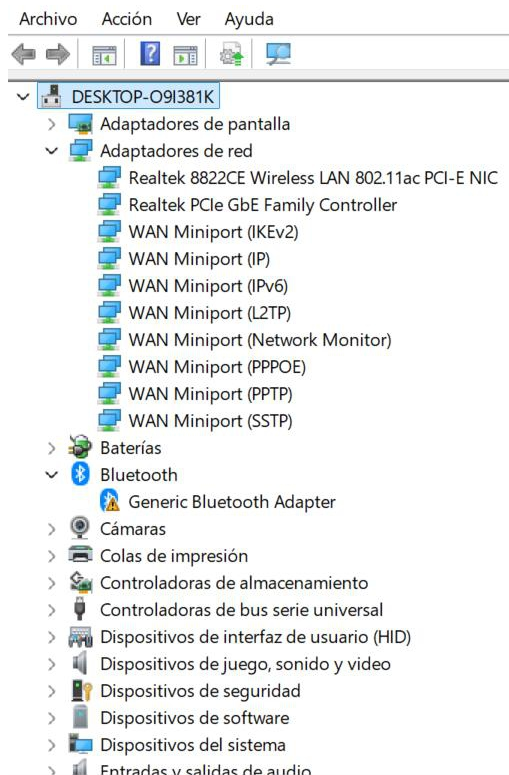 Archivo Acción Ver Ayuda
DESKTOP-O9I381K
Adaptadores de pantalla
Adaptadores de red
Realtek 8822CE Wireless LAN 802.11ac PCI-E NIC
Realtek PCIe GbE Family Controller
WAN Miniport (IKEv2)
WAN Miniport (IP)
WAN Miniport (IPv6)
WAN Miniport (L2TP)
WAN Miniport (Network Monitor)
WAN Miniport (PPPOE)
WAN Miniport (PPTP)
WAN Miniport (SSTP)
Baterías
Bluetooth
Generic Bluetooth Adapter
Cámaras
Colas de impresión
Controladoras de almacenamiento
Controladoras de bus serie universal
Dispositivos de interfaz de usuario (HID)
Dispositivos de juego, sonido y video
Dispositivos de seguridad
Dispositivos de software
Dispositivos del sistema
Entradas y salidas de audio